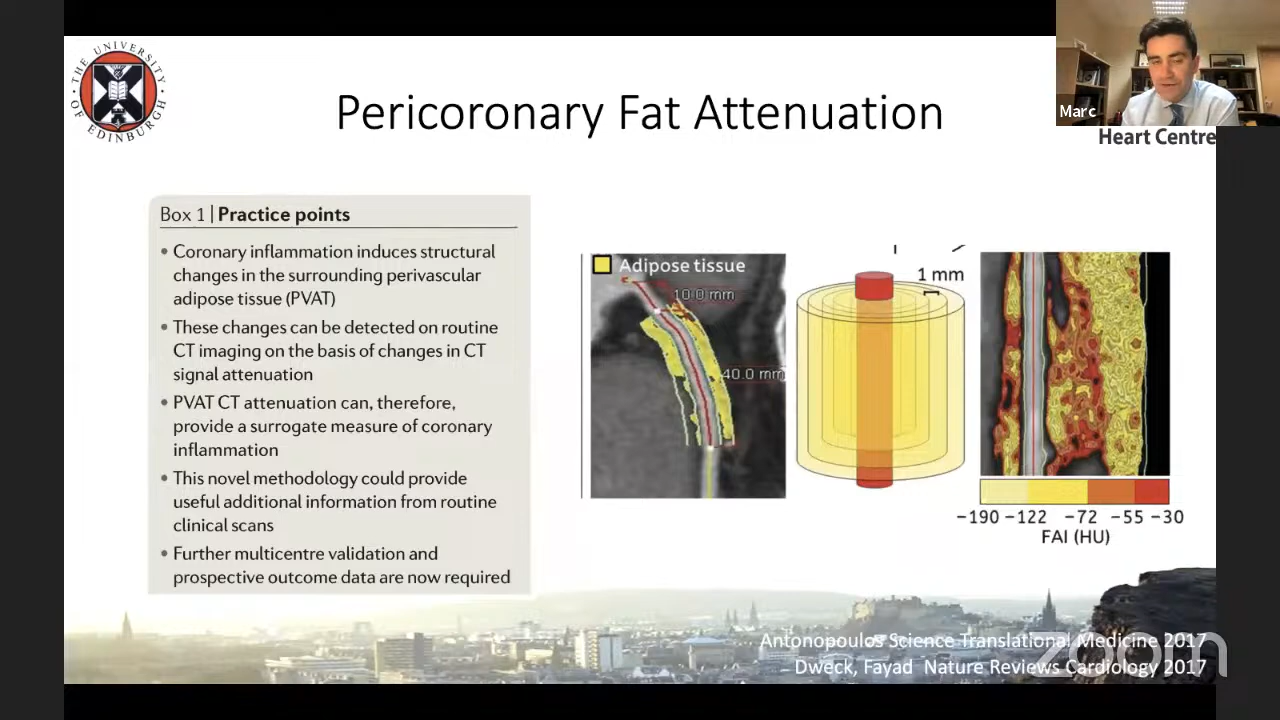 THE UNIVERSITY OF EDINBURGH
Pericoronary Fat Attenuation
Marc
Heart Centre
Box 1 | Practice points
• Coronary inflammation induces structural
changes in the surrounding perivascular
adipose tissue (PVAT)
• These changes can be detected on routine
CT imaging on the basis of changes in CT
signal attenuation
• PVAT CT attenuation can, therefore,
provide a surrogate measure of coronary
inflammation
• This novel methodology could provide
useful additional information from routine
clinical scans
• Further multicentre validation and
prospective outcome data are now required
Adipose tissue
10.0 mm
40.0 mm
1 mm
−190 −122 −72 −55 −30
FAI (HU)
Antonopoulos Science Translational Medicine 2017
Dweck, Fayad Nature Reviews Cardiology 2017
zoom